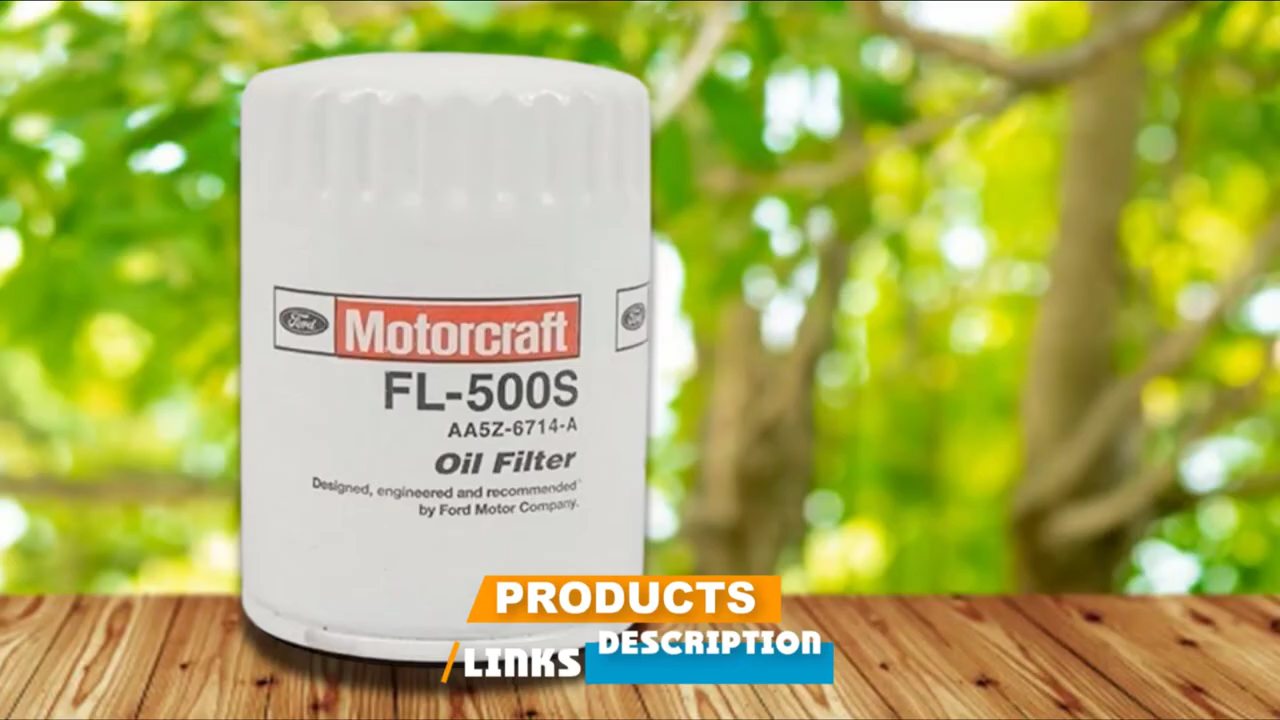 Ford Motorcraft
FL-500S
AA5Z-6714-A
Oil Filter
Designed, engineered and recommended
by Ford Motor Company.
Ford
PRODUCTS
LINKS DESCRIPTION